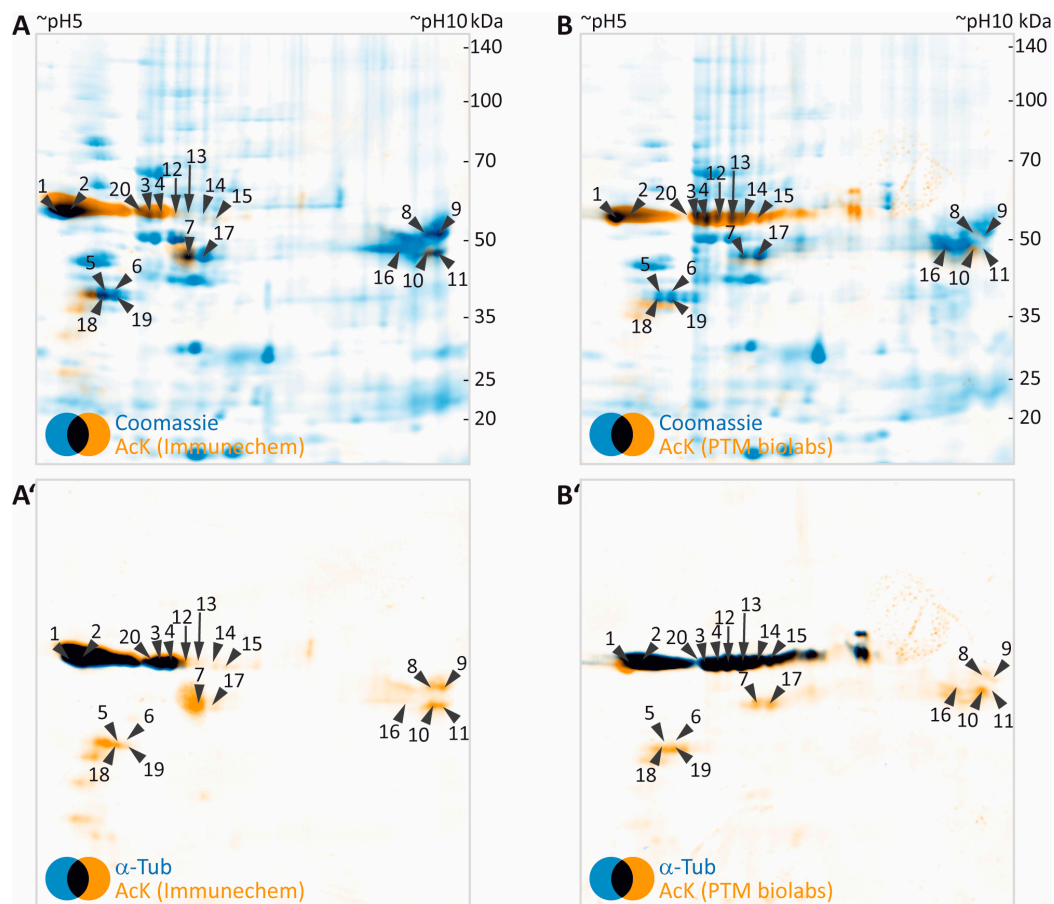 A ~pH5 ~pH10 kDa
-140
-100
-70
13
12
20 3 4 14 15
1 2
8 9
7 17
-50
5 6 16 10 11
18 19
-35
-25
-20
Coomassie
AcK (Immunechem)
B ~pH5 ~pH10 kDa
-140
-100
-70
13
12
20 3 4 14 15
1 2
8 9
7 17
-50
5 6 16 10 11
18 19
-35
-25
-20
Coomassie
AcK (PTM biolabs)
A‘
13
12
1 2 20 3 4 14 15
8 9
7 17
5 6 16 10 11
18 19
α-Tub
AcK (Immunechem)
B‘
13
12
1 2 20 3 4 14 15
8 9
7 17
5 6 16 10 11
18 19
α-Tub
AcK (PTM biolabs)